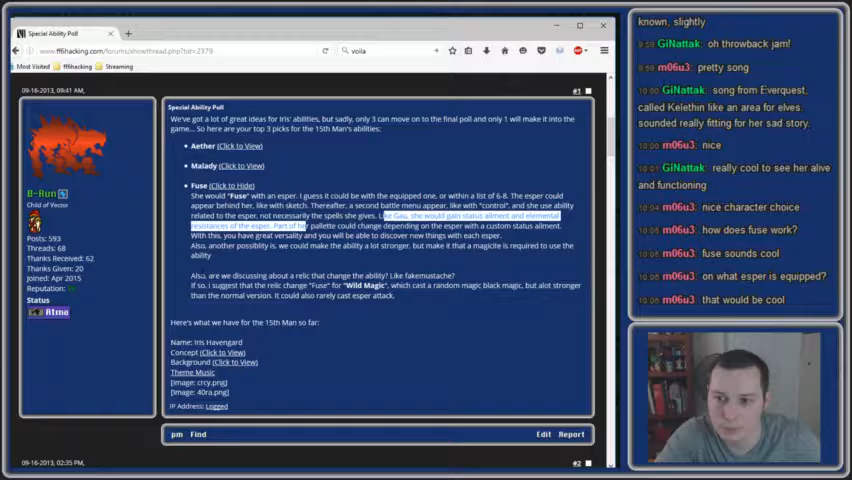 Special Ability Poll
www.ff6hacking.com/forums/showthread.php?tid=2379
voila
Most Visited
ff6hacking
Streaming
09-16-2013, 09:41 AM,
#1
B-Run
Child of Vector
Posts: 593
Threads: 68
Thanks Received: 62
Thanks Given: 20
Joined: Apr 2015
Reputation:
Status
Atma
Special Ability Poll
We've got a lot of great ideas for Iris' abilities, but sadly, only 3 can move on to the final poll and only 1 will make it into the
game... So here are your top 3 picks for the 15th Man's abilities:
Aether (Click to View)
Malady (Click to View)
Fuse (Click to Hide)
She would "Fuse" with an esper. I guess it could be with the equipped one, or within a list of 6-8. The esper could
appear behind her, like with sketch. Thereafter, a second battle menu appear, like with "control", and she use ability
related to the esper, not necessarily the spells she gives. Like Gau, she would gain status ailment and elemental
resistances of the esper. Part of her pallette could change depending on the esper with a custom status ailment.
With this, you have great versality and you will be able to discover new things with each esper.
Also, another possiblity is, we could make the ability a lot stronger, but make it that a magicite is required to use the
ability
Also, are we discussing about a relic that change the ability? Like fakemustache?
If so, i suggest that the relic change "Fuse" for "Wild Magic", which cast a random magic black magic, but alot stronger
than the normal version. It could also rarely cast esper attack.
Here's what we have for the 15th Man so far:
Name: Iris Havengard
Concept (Click to View)
Background (Click to View)
Theme Music
[Image: crcy.png]
[Image: 40ra.png]
IP Address: Logged
pm Find Edit Report
09-16-2013, 02:35 PM,
#2
known, slightly
9:59 GiNattak: oh throwback jam!
9:59 m06u3: pretty song
10:00 GiNattak: song from Everquest,
called Kelethin like an area for elves.
sounded really fitting for her sad story.
10:00 m06u3: nice
10:01 GiNattak: really cool to see her alive
and functioning
m06u3: nice character choice
m06u3: how does fuse work?
m06u3: fuse sounds cool
m06u3: on what esper is equipped?
m06u3: that would be cool